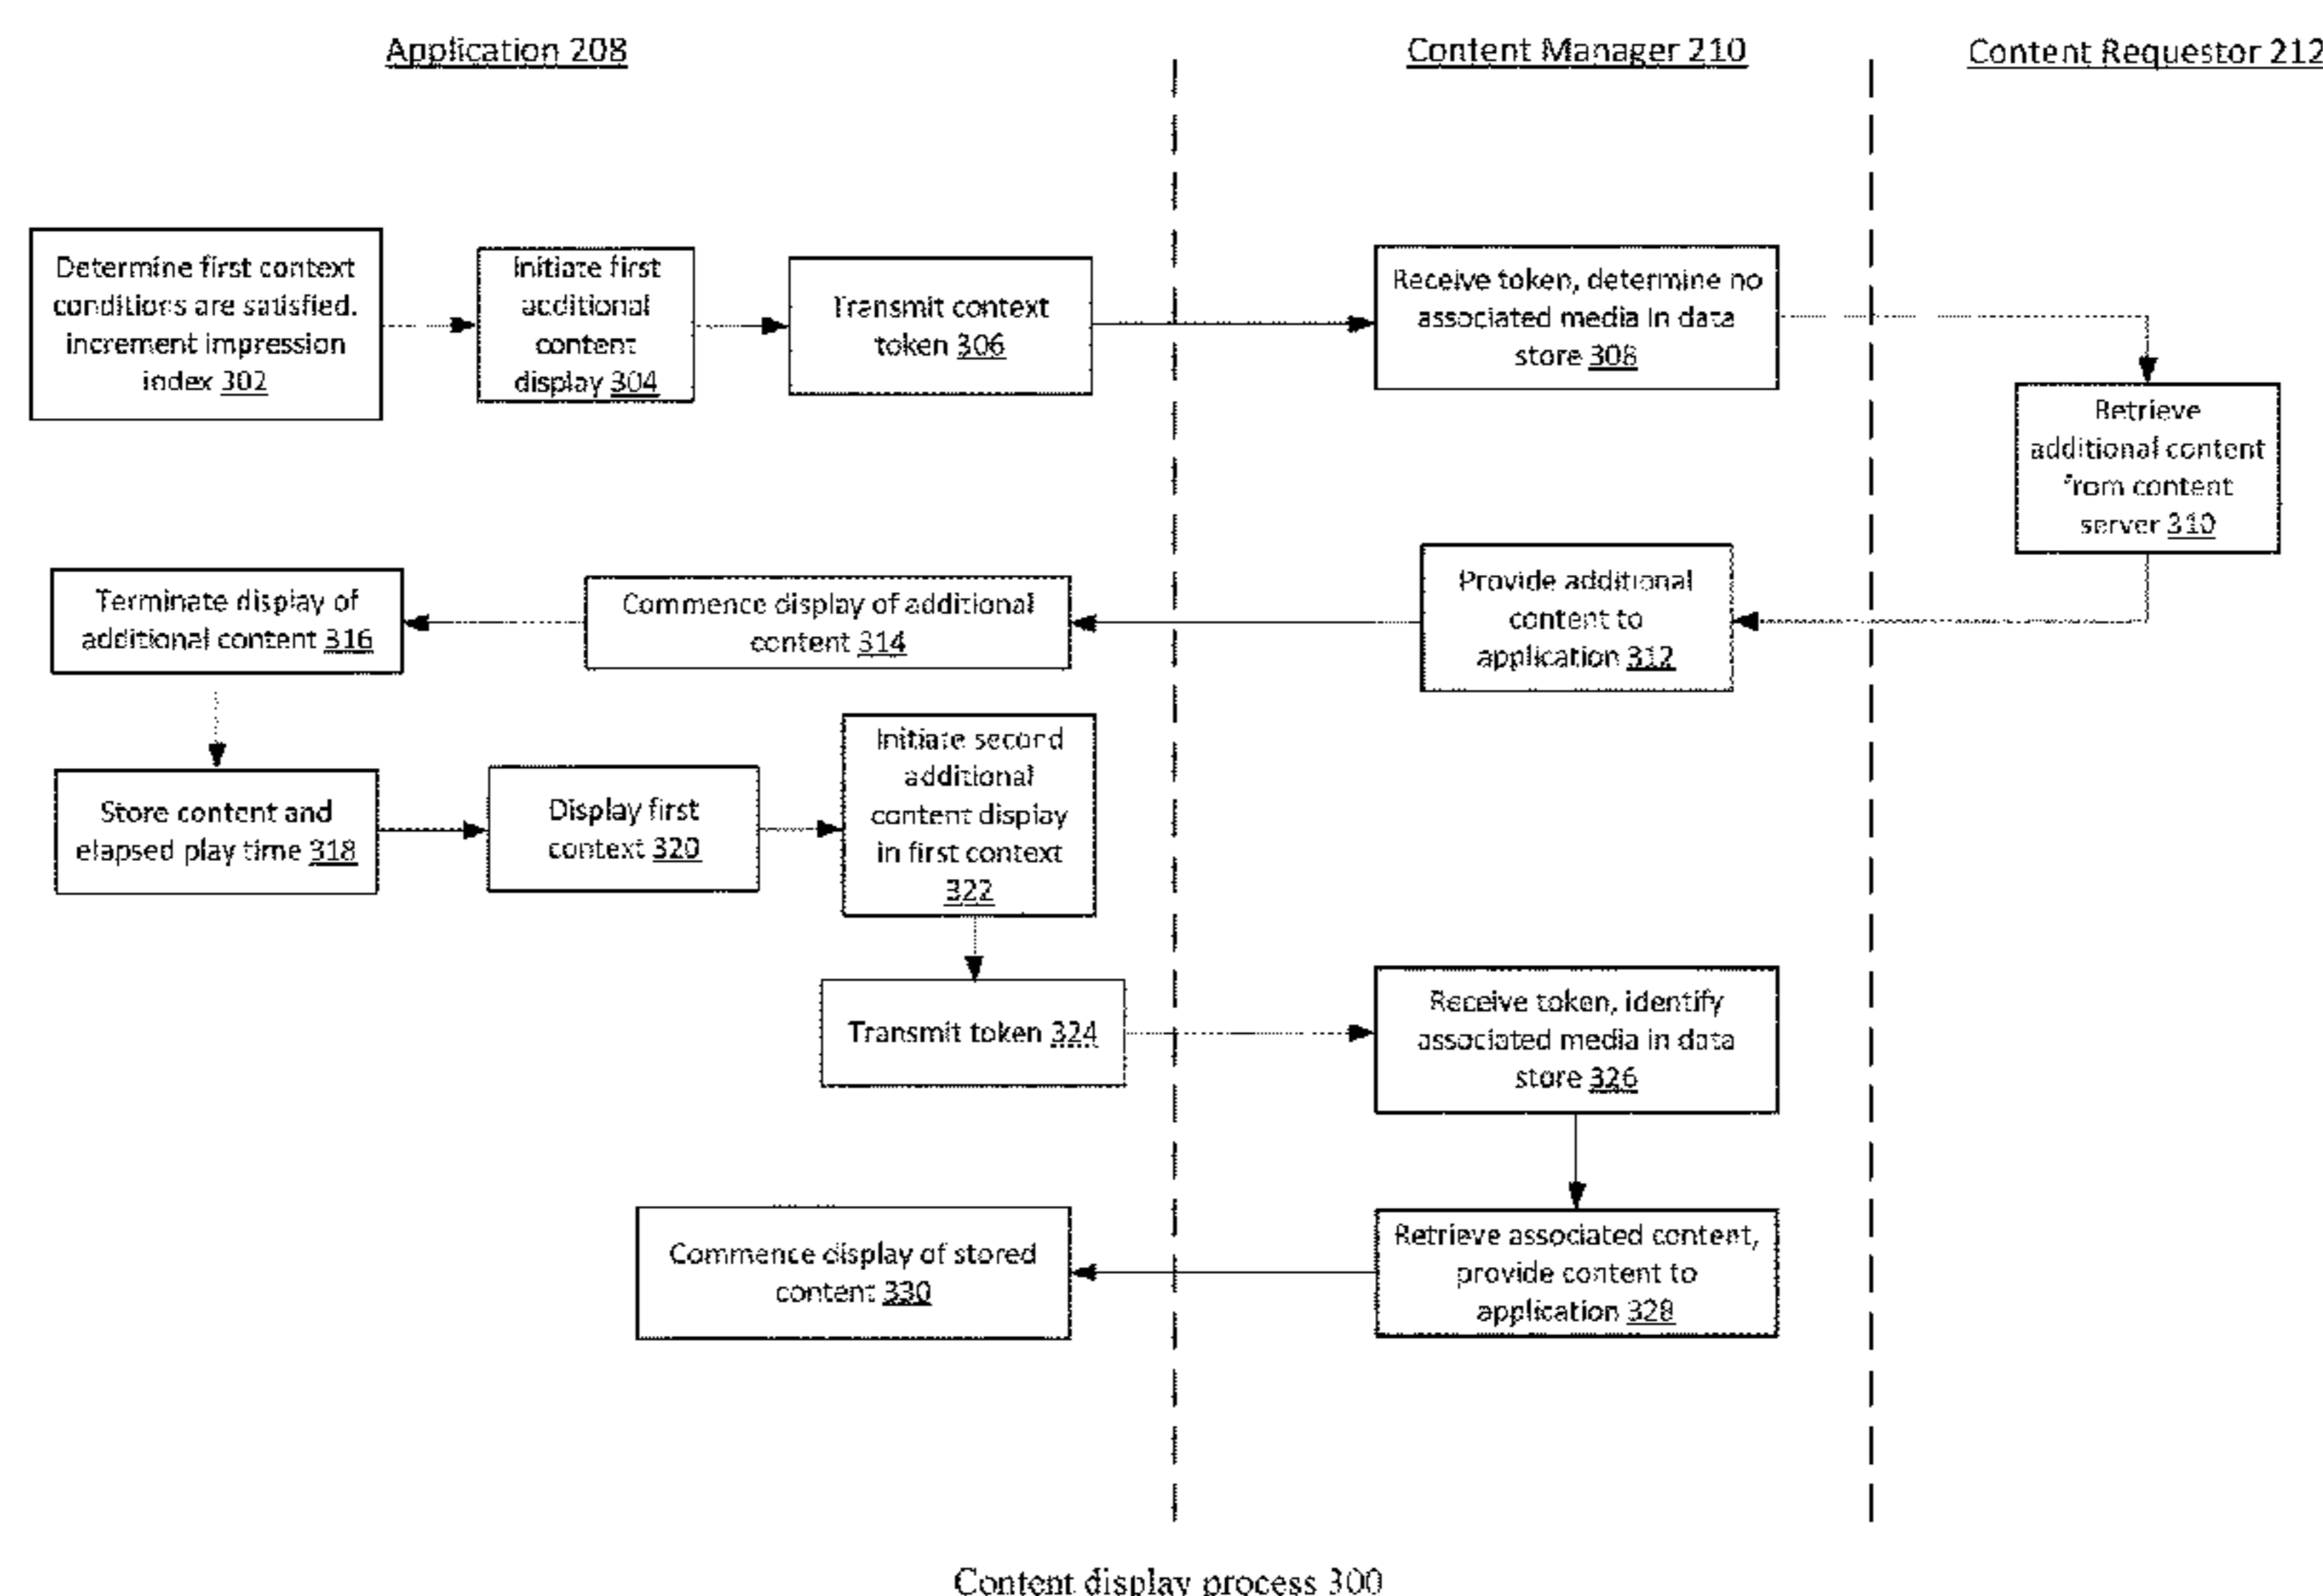 Application 208
Content Manager 210
Content Requestor 212
Determine first context
conditions are satisfied.
increment impression
index 302
Initiate first
additional
content
display 304
Transmit context
token 306
Receive token, determine no
associated media in data
store 308
Retrieve
additional content
from content
server 310
Provide additional
content to
application 312
Commence display of additional
content 314
Terminate display of
additional content 316
Store content and
elapsed play time 318
Display first
context 320
Initiate second
additional
content display
in first context
322
Transmit token 324
Receive token, identify
associated media in data
store 326
Retrieve associated content,
provide content to
application 328
Commence display of stored
content 330
Content display process 300